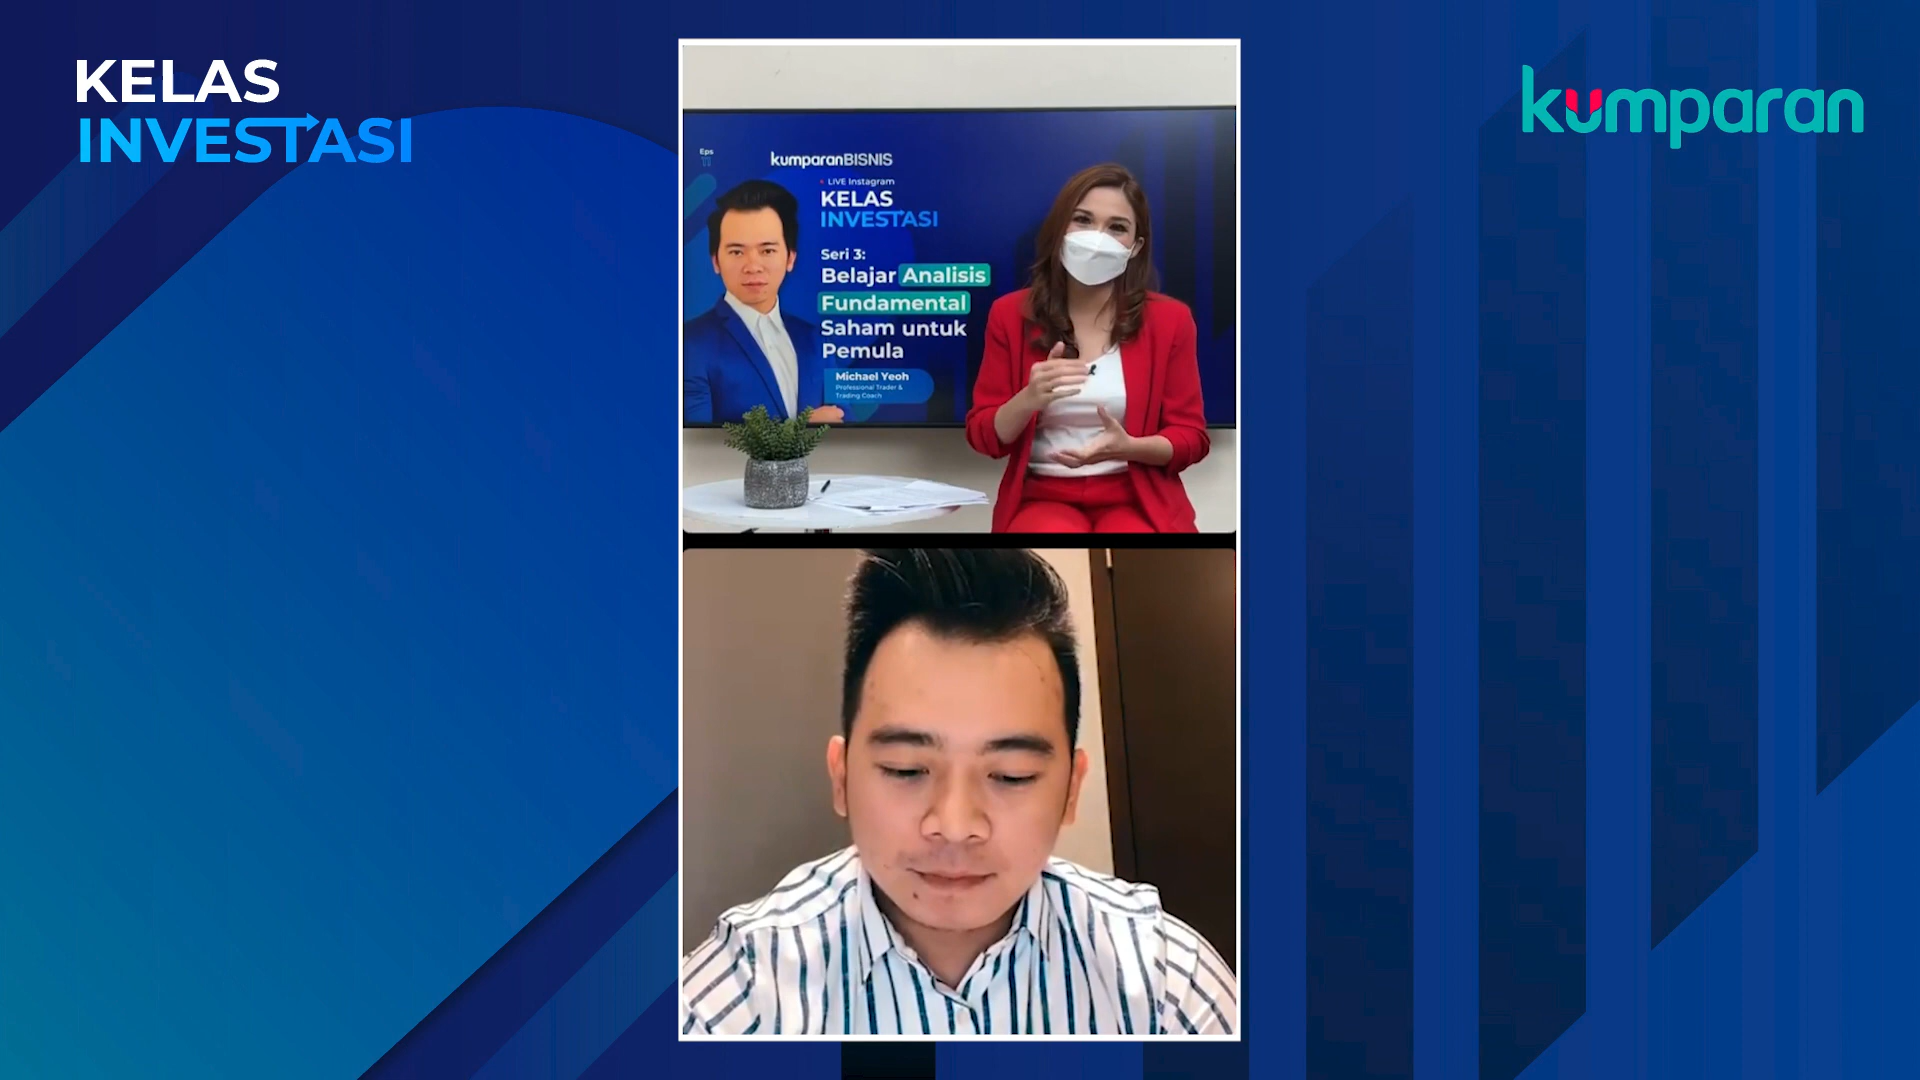 KELAS
INVESTASI
kumparan
Eps
11
kumparanBISNIS
LIVE Instagram
KELAS
INVESTASI
Seri 3:
Belajar Analisis
Fundamental
Saham untuk
Pemula
Michael Yeoh
Professional Trader &
Trading Coach